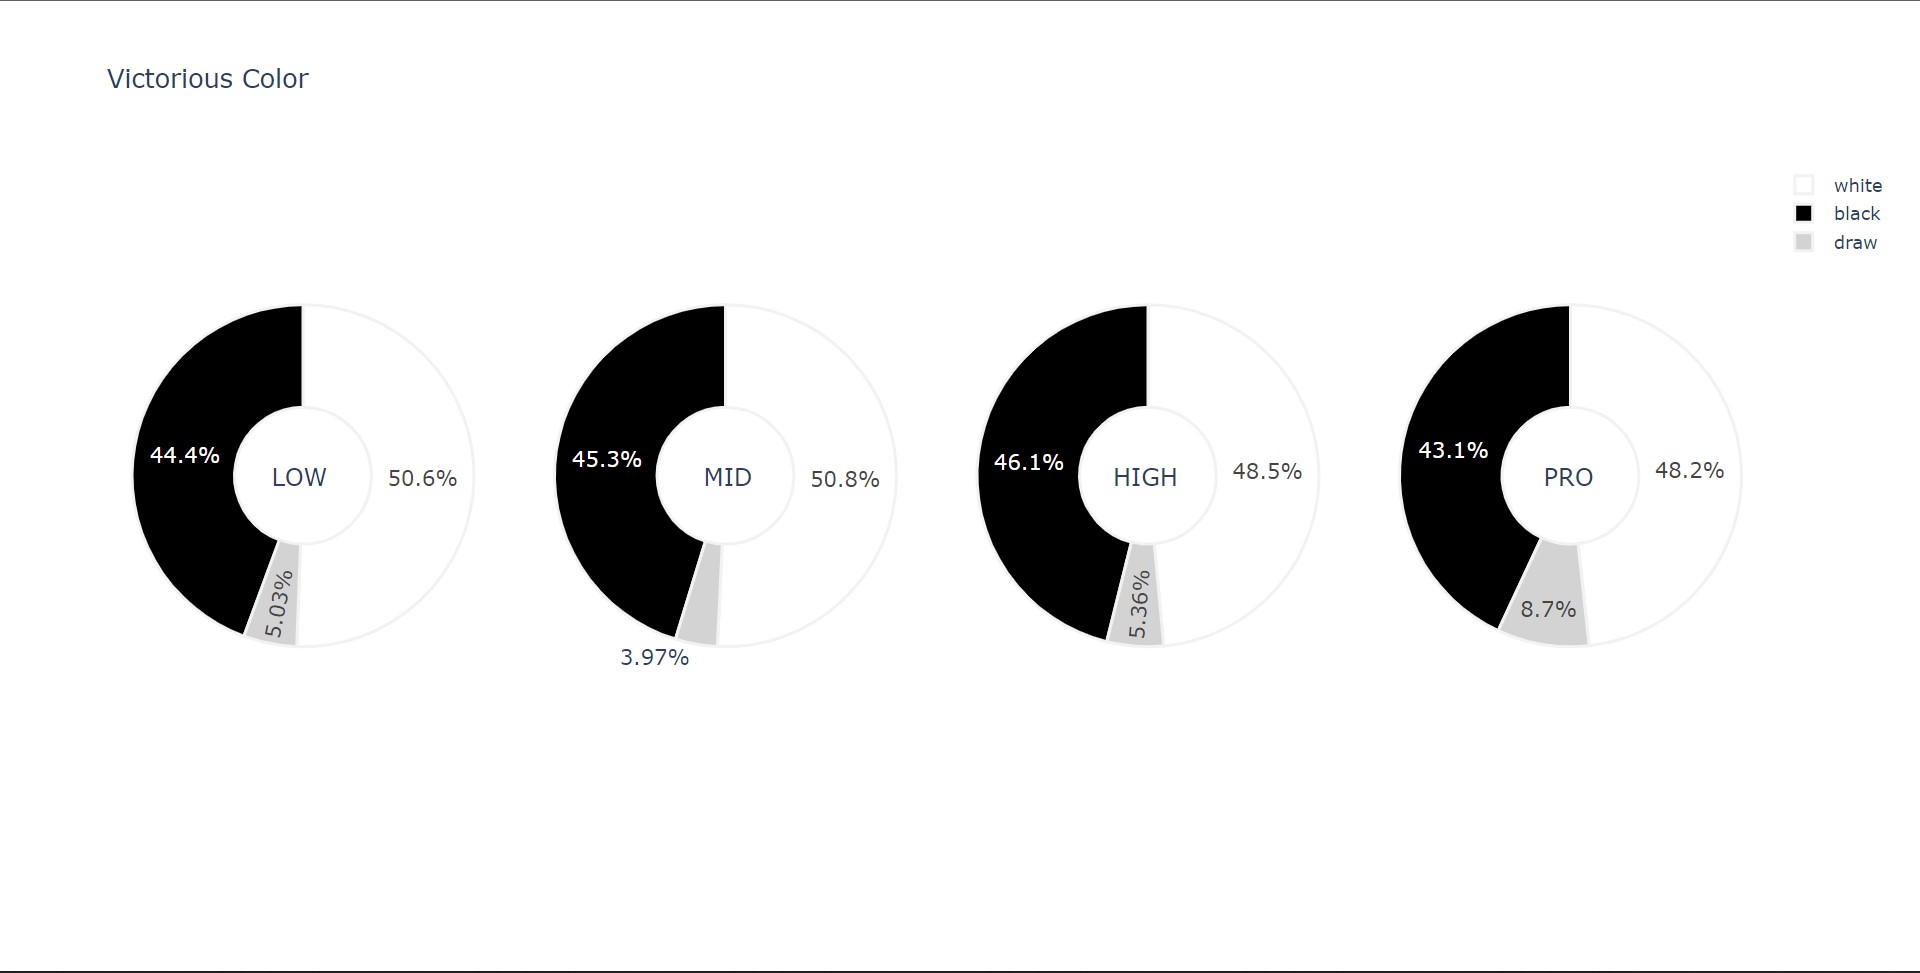 Victorious Color
white
black
draw
44.4%
LOW
50.6%
5.03%
45.3%
MID
50.8%
3.97%
46.1%
HIGH
48.5%
5.36%
43.1%
PRO
48.2%
8.7%